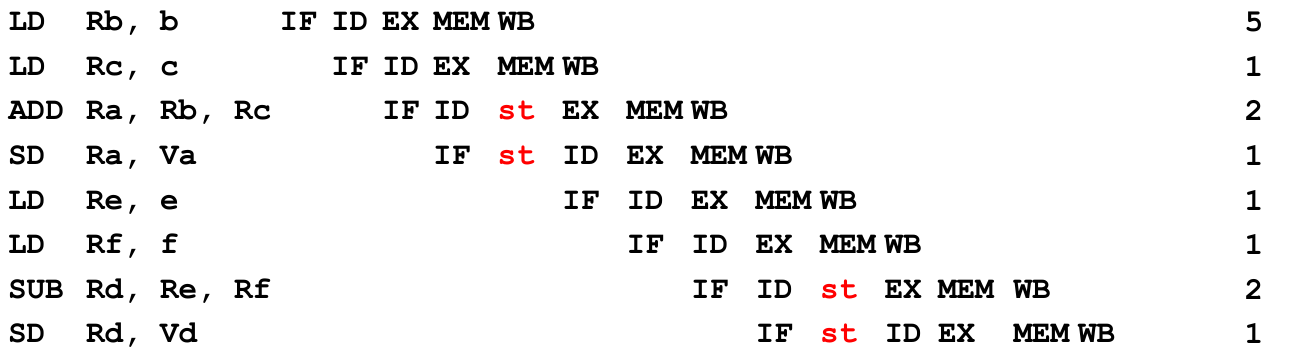 LD Rb, b IF ID EX MEM WB 5
LD Rc, c IF ID EX MEM WB 1
ADD Ra, Rb, Rc IF ID st EX MEM WB 2
SD Ra, Va IF st ID EX MEM WB 1
LD Re, e IF ID EX MEM WB 1
LD Rf, f IF ID EX MEM WB 1
SUB Rd, Re, Rf IF ID st EX MEM WB 2
SD Rd, Vd IF st ID EX MEM WB 1